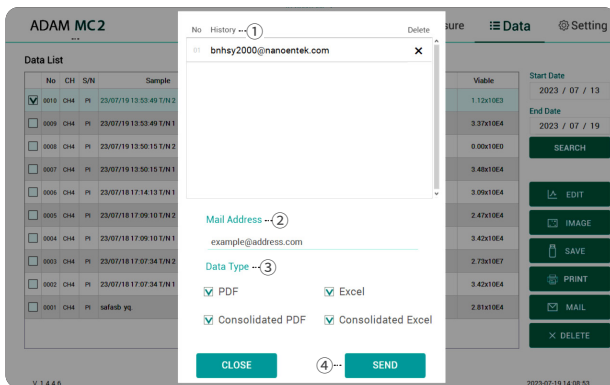 ADAM MC2
sure
Data
Setting
Data List
No CH S/N Sample Viable
0010 CH4 PI 23/07/19 13:53:49 T/N 2 1.12x10E3
0009 CH4 PI 23/07/19 13:53:49 T/N 1 3.37x10E4
0008 CH4 PI 23/07/19 13:50:15 T/N 2 0.00x10E0
0007 CH4 PI 23/07/19 13:50:15 T/N 1 3.48x10E4
0006 CH4 PI 23/07/18 17:14:13 T/N 1 3.09x10E4
0005 CH4 PI 23/07/18 17:09:10 T/N 2 2.47x10E4
0004 CH4 PI 23/07/18 17:09:10 T/N 1 3.42x10E4
0003 CH4 PI 23/07/18 17:07:34 T/N 2 2.73x10E7
0002 CH4 PI 23/07/18 17:07:34 T/N 1 3.42x10E4
0001 CH4 PI safasb yq. 2.81x10E4
No History 1 Delete
01 bnhsy2000@nanoentek.com X
Mail Address 2
example@address.com
Data Type 3
PDF Excel
Consolidated PDF Consolidated Excel
CLOSE 4 SEND
Start Date
2023 / 07 / 13
End Date
2023 / 07 / 19
SEARCH
EDIT
IMAGE
SAVE
PRINT
MAIL
X DELETE
V 1.4.4.6
2023-07-19 14:08:53